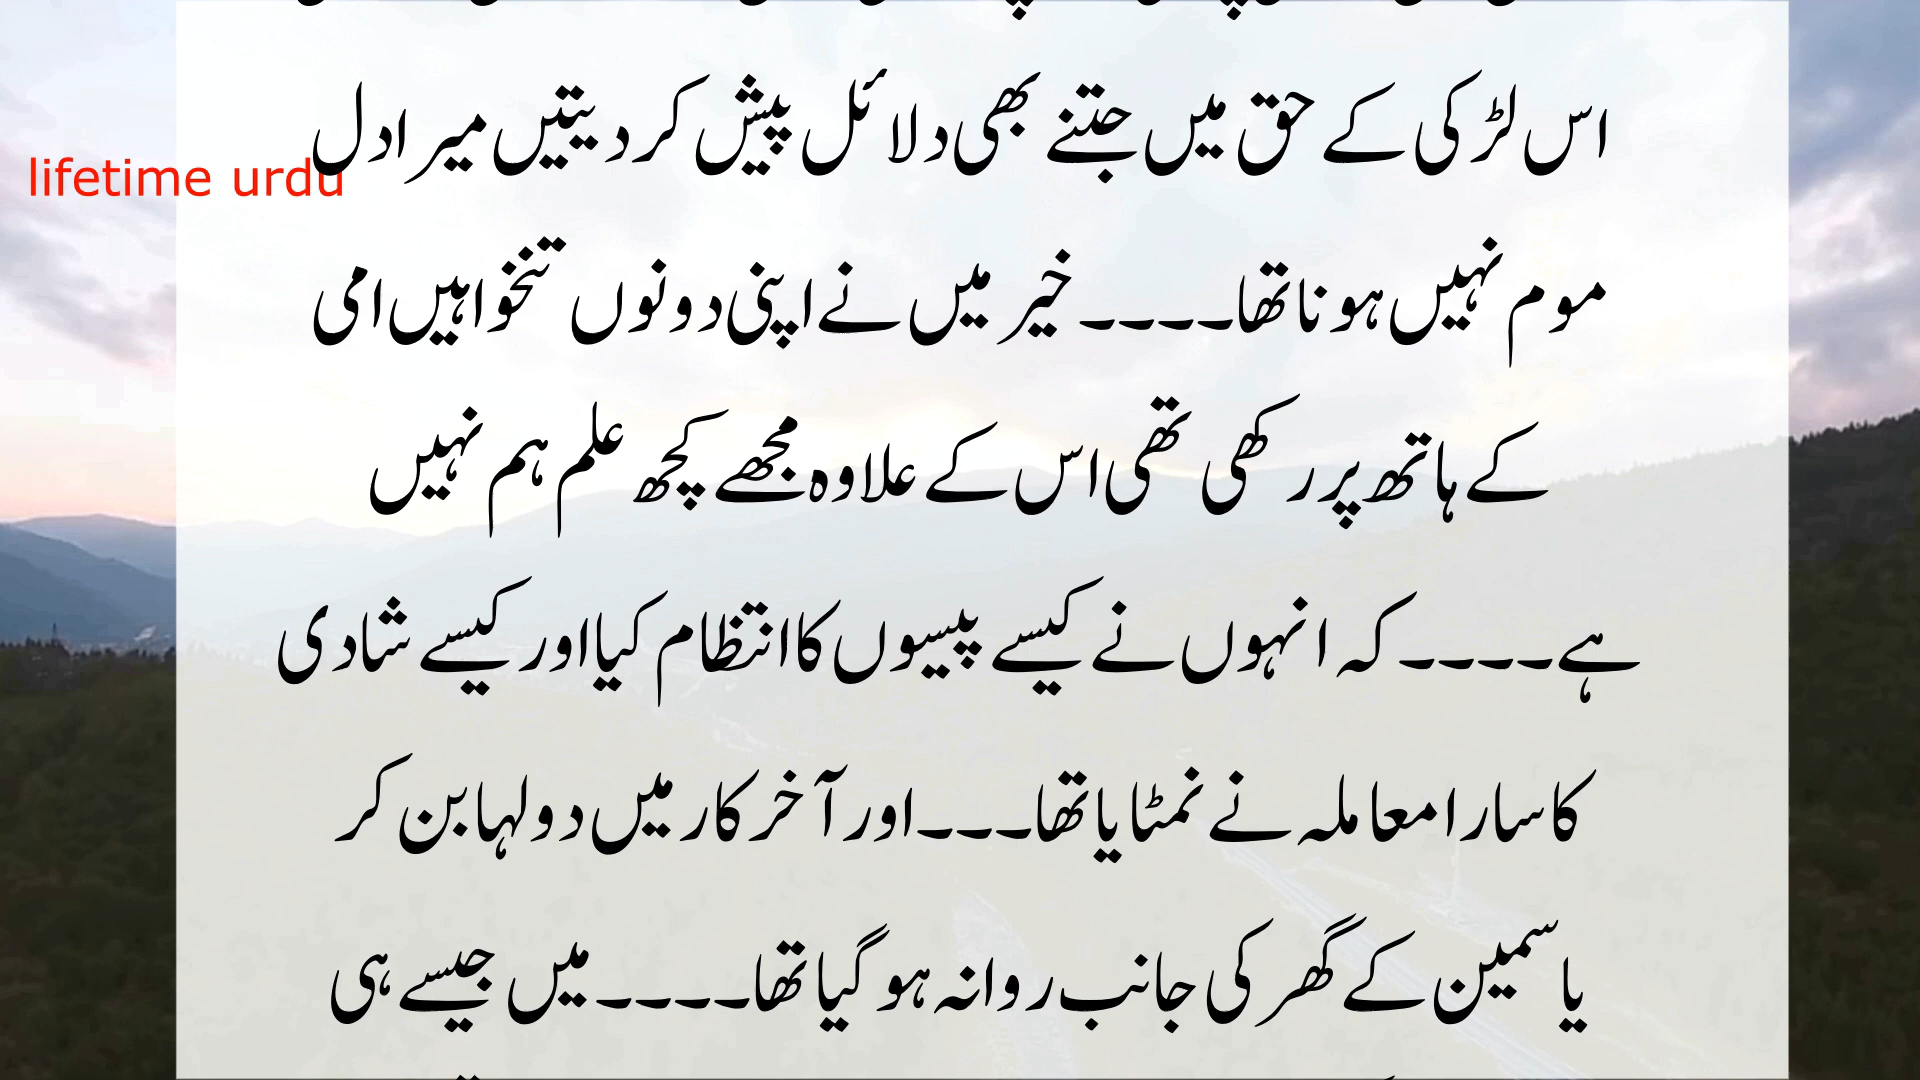 اس لڑکی کے حق میں جتنے بھی دلائل پیش کر دیتیں میرا دل
lifetime urdu
موم نہیں ہونا تھا۔۔۔۔ خیر میں نے اپنی دونوں تنخواہیں امی
کے ہاتھ پر رکھی تھی اس کے علاوہ مجھے کچھ علم ہم نہیں
ہے۔۔۔۔ کہ انہوں نے کیسے پیسوں کا انتظام کیا اور کیسے شادی
کا سارا معاملہ نے نمٹایا تھا۔۔۔ اور آخر کار میں دولہا بن کر
یاسمین کے گھر کی جانب روانہ ہو گیا تھا۔۔۔۔ میں جیسے ہی